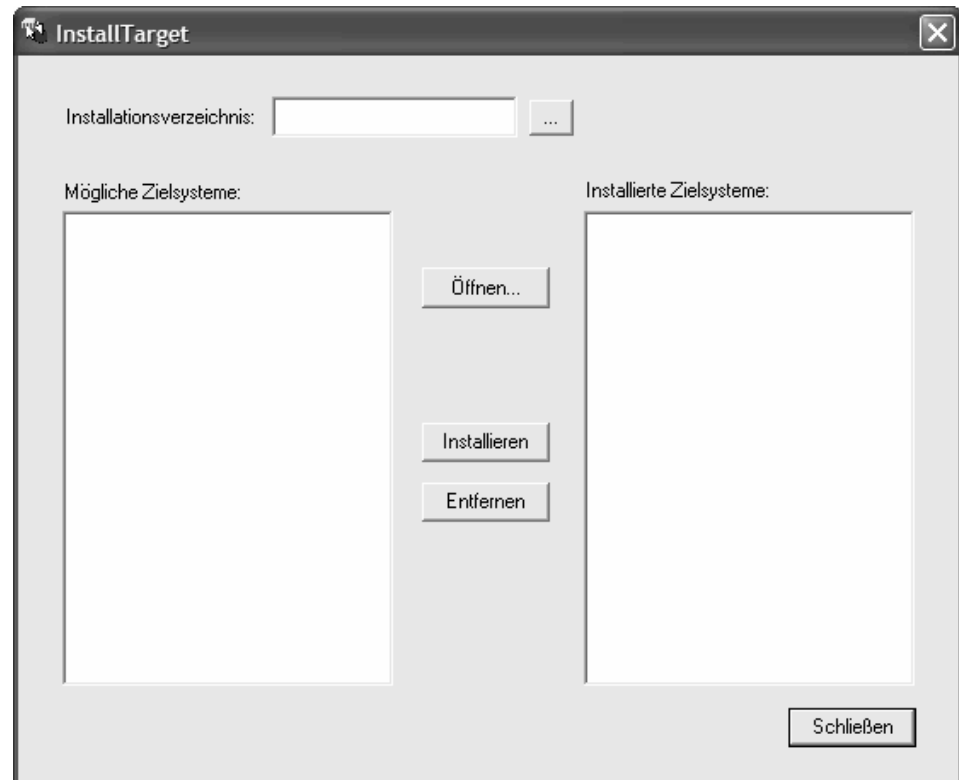 InstallTarget
Installationsverzeichnis:
...
Mögliche Zielsysteme:
Installierte Zielsysteme:
Öffnen...
Installieren
Entfernen
Schließen